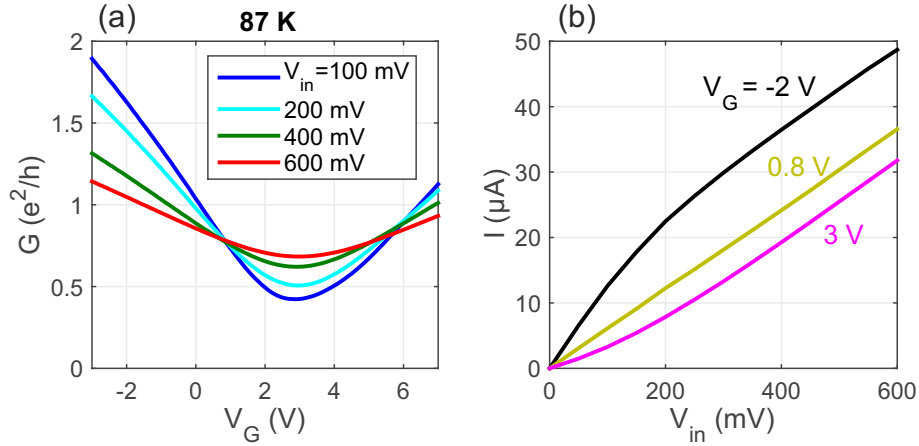 (a)
87 K
G (e²/h)
2
1.5
1
0.5
0
V_in=100 mV
200 mV
400 mV
600 mV
-2
0
2
4
6
V_G (V)
(b)
I (µA)
50
40
30
20
10
0
V_G = -2 V
0.8 V
3 V
0
200
400
600
V_in (mV)